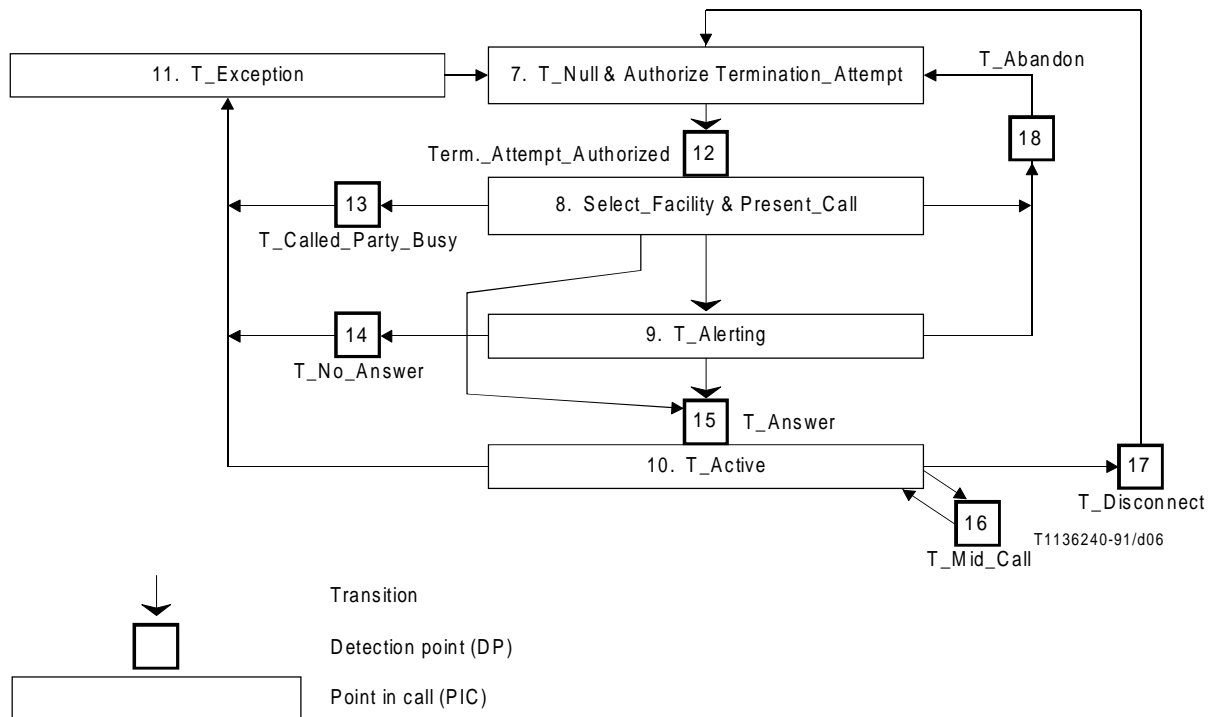 11. T_Exception
7. T_Null & Authorize Termination_Attempt
T_Abandon
18
Term._Attempt_Authorized
12
13
8. Select_Facility & Present_Call
T_Called_Party_Busy
14
9. T_Alerting
T_No_Answer
15
T_Answer
10. T_Active
17
T_Disconnect
16
T_Mid_Call
T1136240-91/d06
Transition
Detection point (DP)
Point in call (PIC)